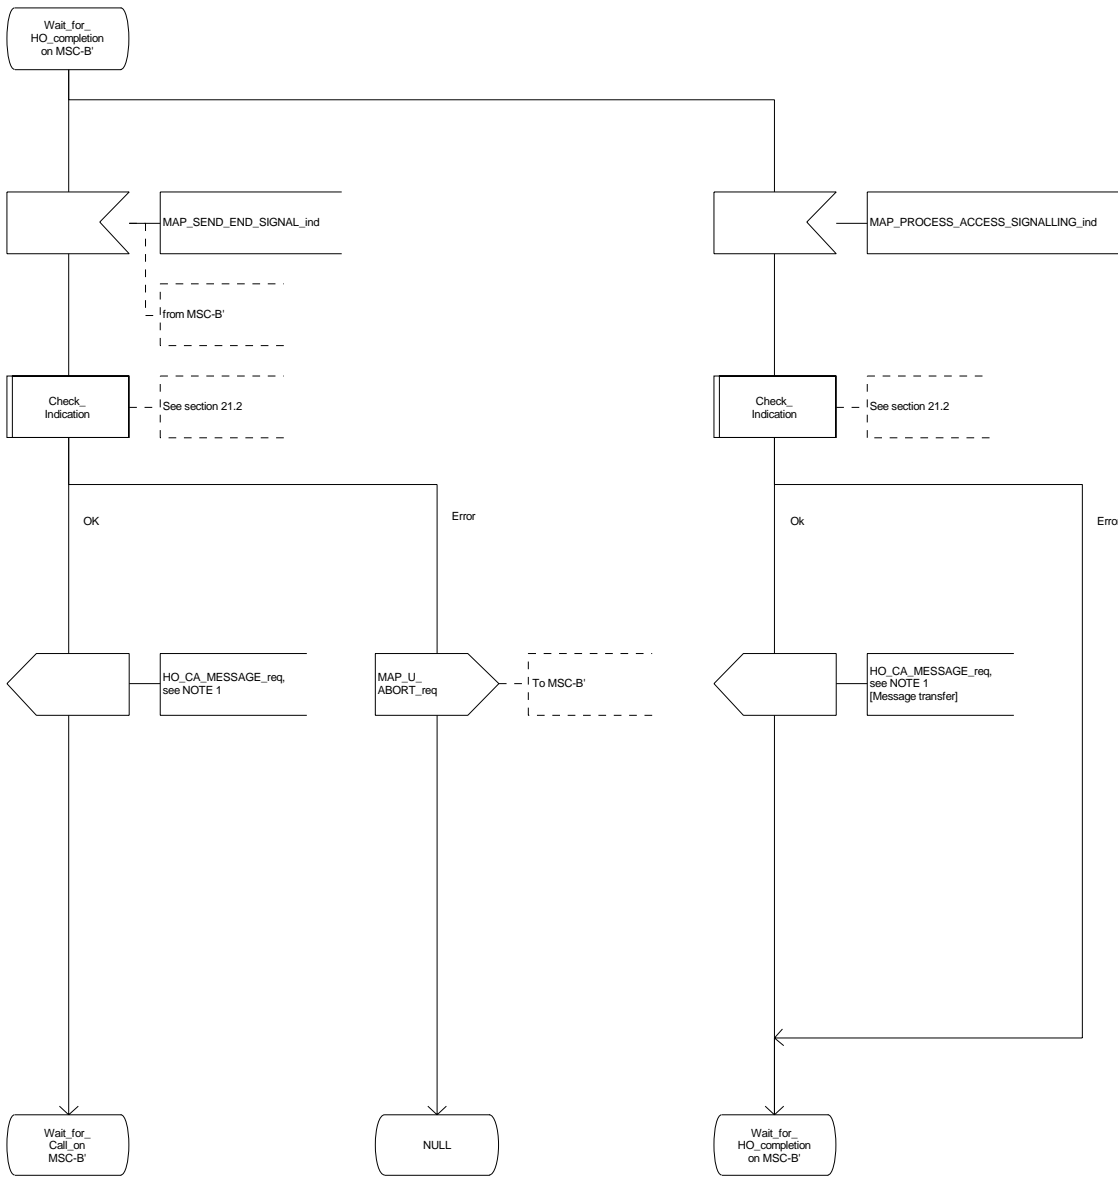 Wait_for_
HO_completion
on MSC-B'
MAP_SEND_END_SIGNAL_ind
MAP_PROCESS_ACCESS_SIGNALLING_ind
from MSC-B'
Check_
Indication
See section 21.2
Check_
Indication
See section 21.2
OK
Error
Ok
Error
HO_CA_MESSAGE_req,
see NOTE 1
MAP_U_
ABORT_req
To MSC-B'
HO_CA_MESSAGE_req,
see NOTE 1
[Message transfer]
Wait_for_
Call_on
MSC-B'
NULL
Wait_for_
HO_completion
on MSC-B'